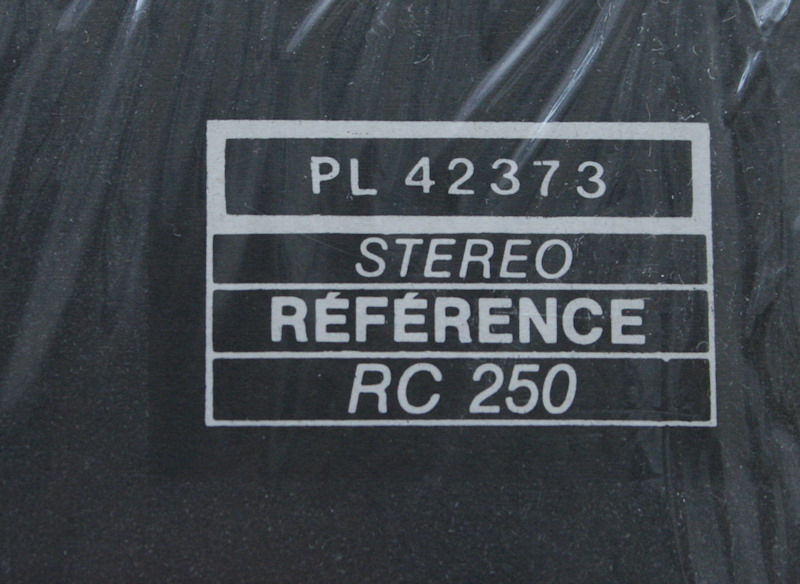 PL 42373
STEREO
RÉFÉRENCE
RC 250